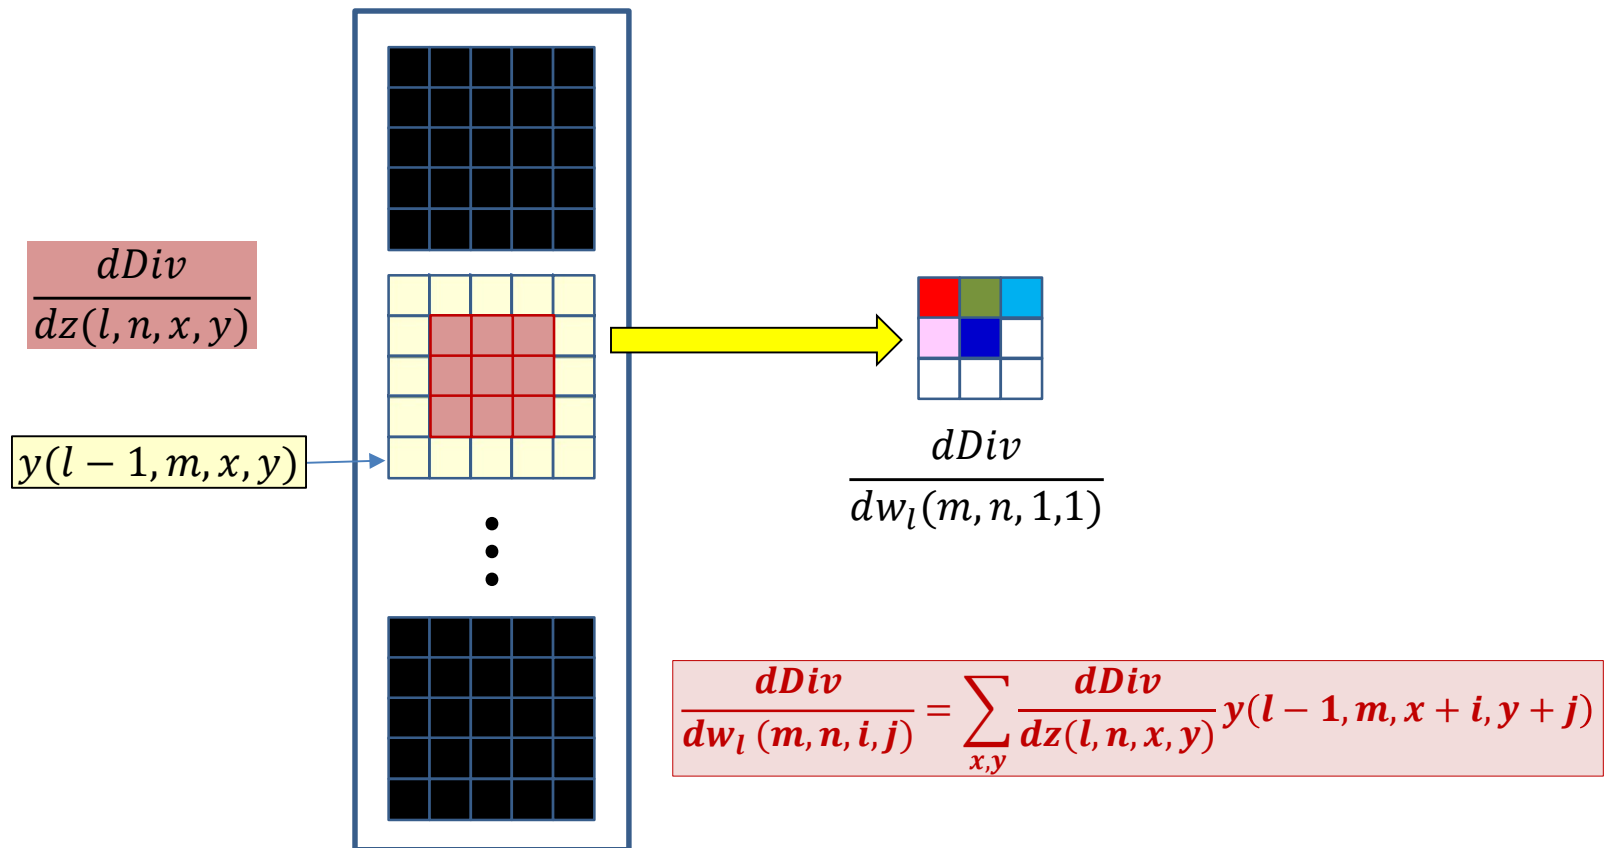 dDiv
dz(l, n, x, y)
y(l − 1, m, x, y)
dDiv
dw_l(m, n, 1,1)
dDiv/dw_l (m, n, i, j) = ∑_{x,y} dDiv/dz(l, n, x, y) y(l − 1, m, x + i, y + j)